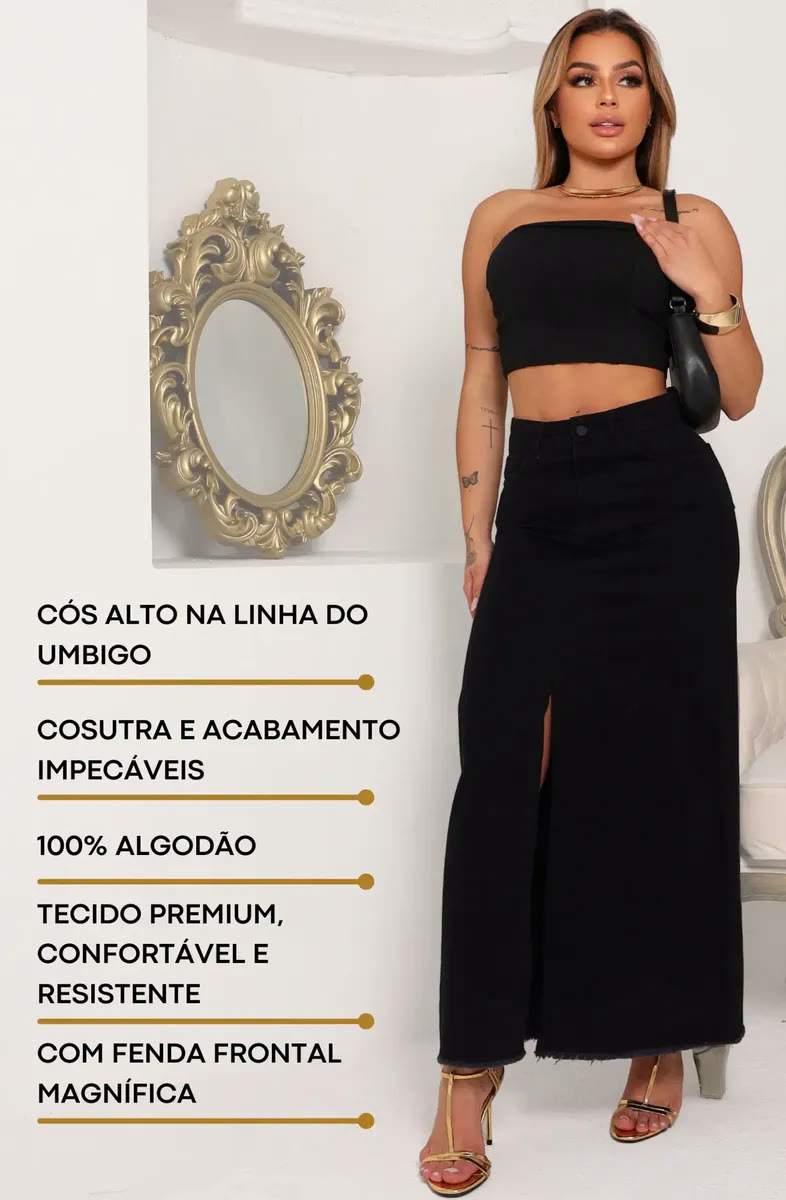 CÓS ALTO NA LINHA DO
UMBIGO
COSUTRA E ACABAMENTO
IMPECÁVEIS
100% ALGODÃO
TECIDO PREMIUM,
CONFORTÁVEL E
RESISTENTE
COM FENDA FRONTAL
MAGNÍFICA